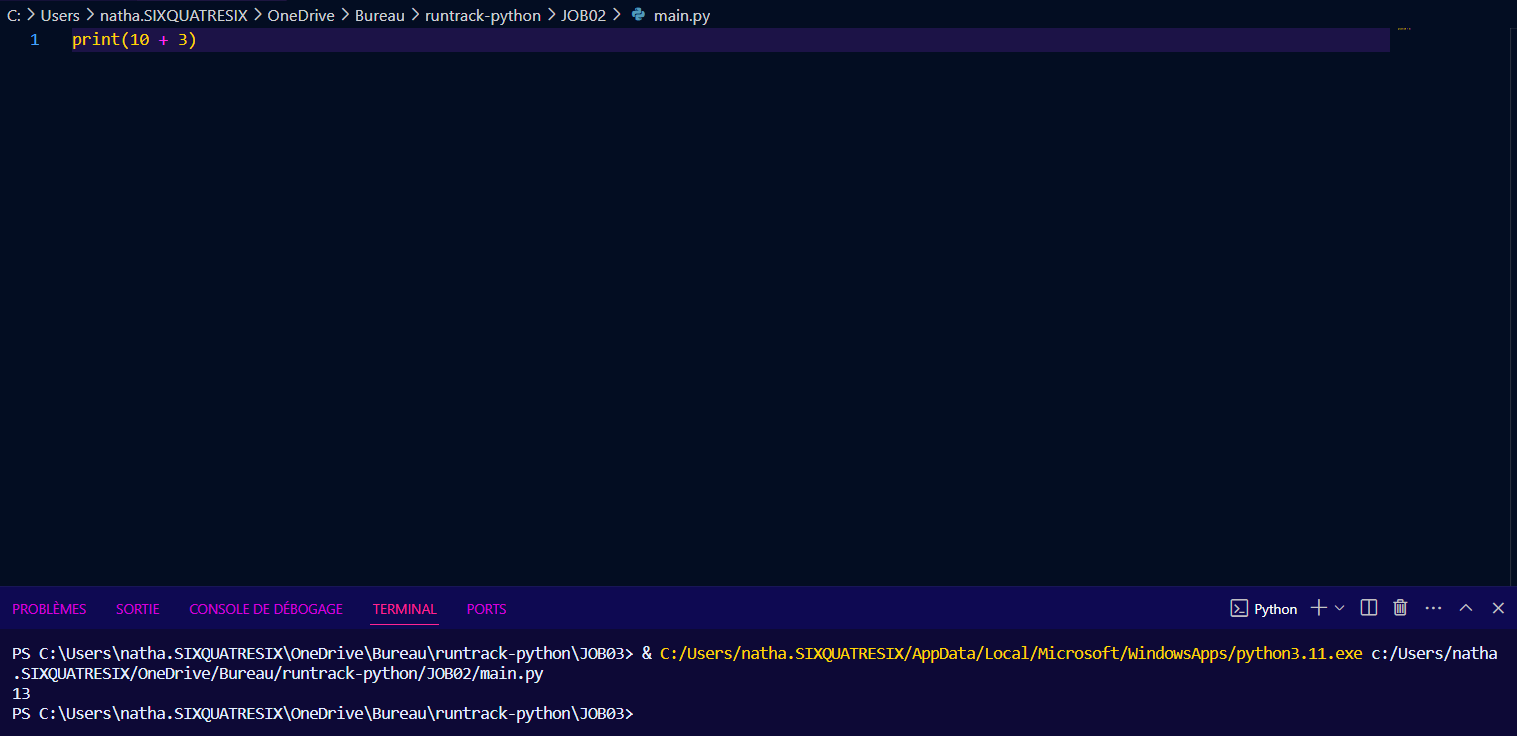 C: > Users > natha.SIXQUATRESIX > OneDrive > Bureau > runtrack-python > JOB02 > main.py
1 print(10 + 3)
PROBLÈMES SORTIE CONSOLE DE DÉBOGAGE TERMINAL PORTS Python
PS C:\Users\natha.SIXQUATRESIX\OneDrive\Bureau\runtrack-python\JOB03> & C:/Users/natha.SIXQUATRESIX/AppData/Local/Microsoft/WindowsApps/python3.11.exe c:/Users/natha
.SIXQUATRESIX/OneDrive/Bureau/runtrack-python/JOB02/main.py
13
PS C:\Users\natha.SIXQUATRESIX\OneDrive\Bureau\runtrack-python\JOB03>